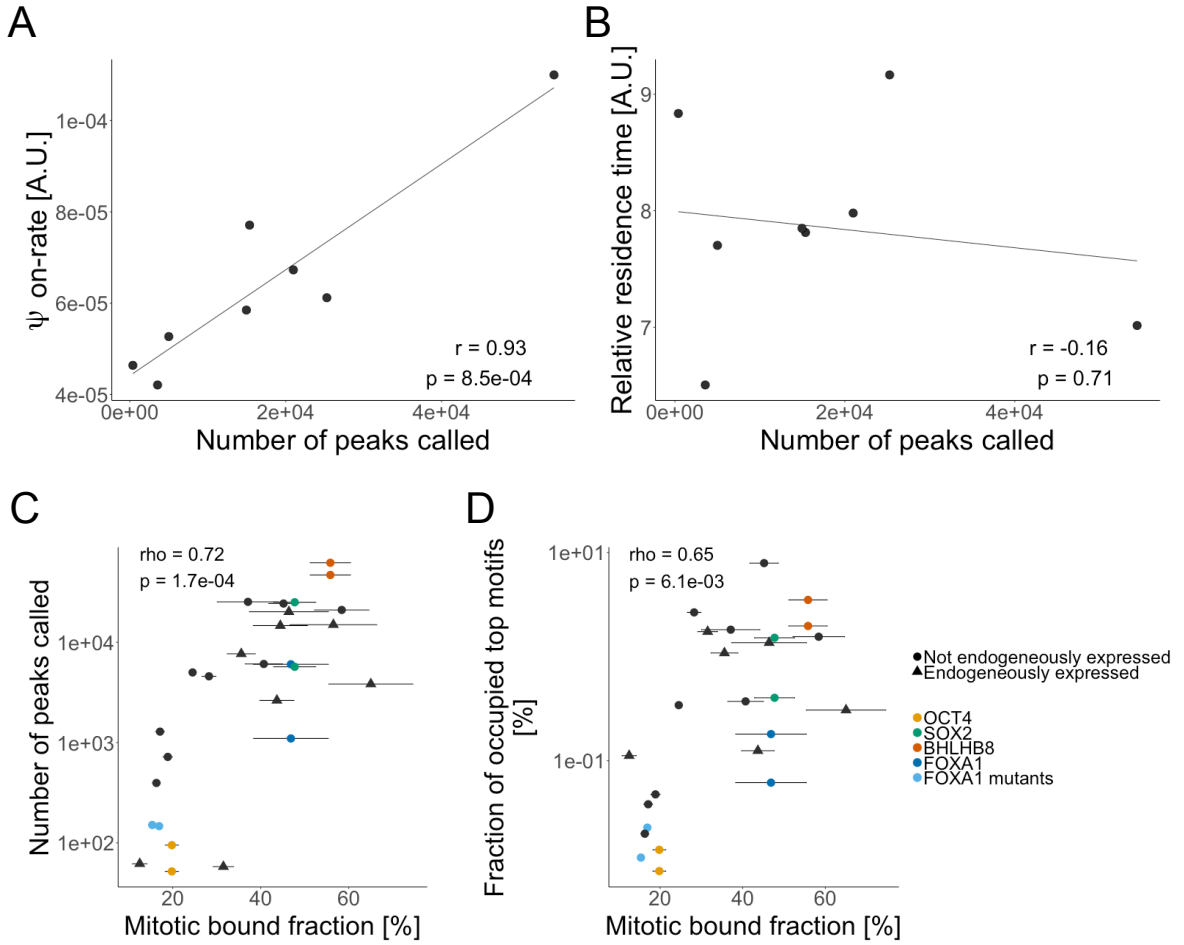 A
ψ on-rate [A.U.]
1e-04
8e-05
6e-05
4e-05
r = 0.93
p = 8.5e-04
0e+00
2e+04
4e+04
Number of peaks called
B
Relative residence time [A.U.]
9
8
7
r = -0.16
p = 0.71
0e+00
2e+04
4e+04
Number of peaks called
C
Number of peaks called
rho = 0.72
p = 1.7e-04
1e+04
1e+03
1e+02
20
40
60
Mitotic bound fraction [%]
D
Fraction of occupied top motifs
[%]
1e+01
rho = 0.65
p = 6.1e-03
1e-01
20
40
60
Mitotic bound fraction [%]
Not endogeneously expressed
Endogeneously expressed
OCT4
SOX2
BHLHB8
FOXA1
FOXA1 mutants